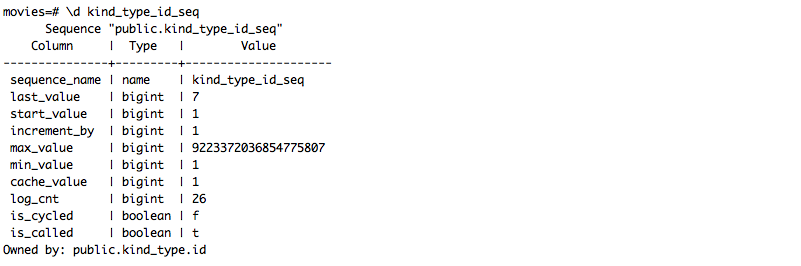 movies=# \d kind_type_id_seq
      Sequence "public.kind_type_id_seq"
    Column     |  Type   |        Value
---------------+---------+---------------------
 sequence_name | name    | kind_type_id_seq
 last_value    | bigint  | 7
 start_value   | bigint  | 1
 increment_by  | bigint  | 1
 max_value     | bigint  | 9223372036854775807
 min_value     | bigint  | 1
 cache_value   | bigint  | 1
 log_cnt       | bigint  | 26
 is_cycled     | boolean | f
 is_called     | boolean | t
Owned by: public.kind_type.id